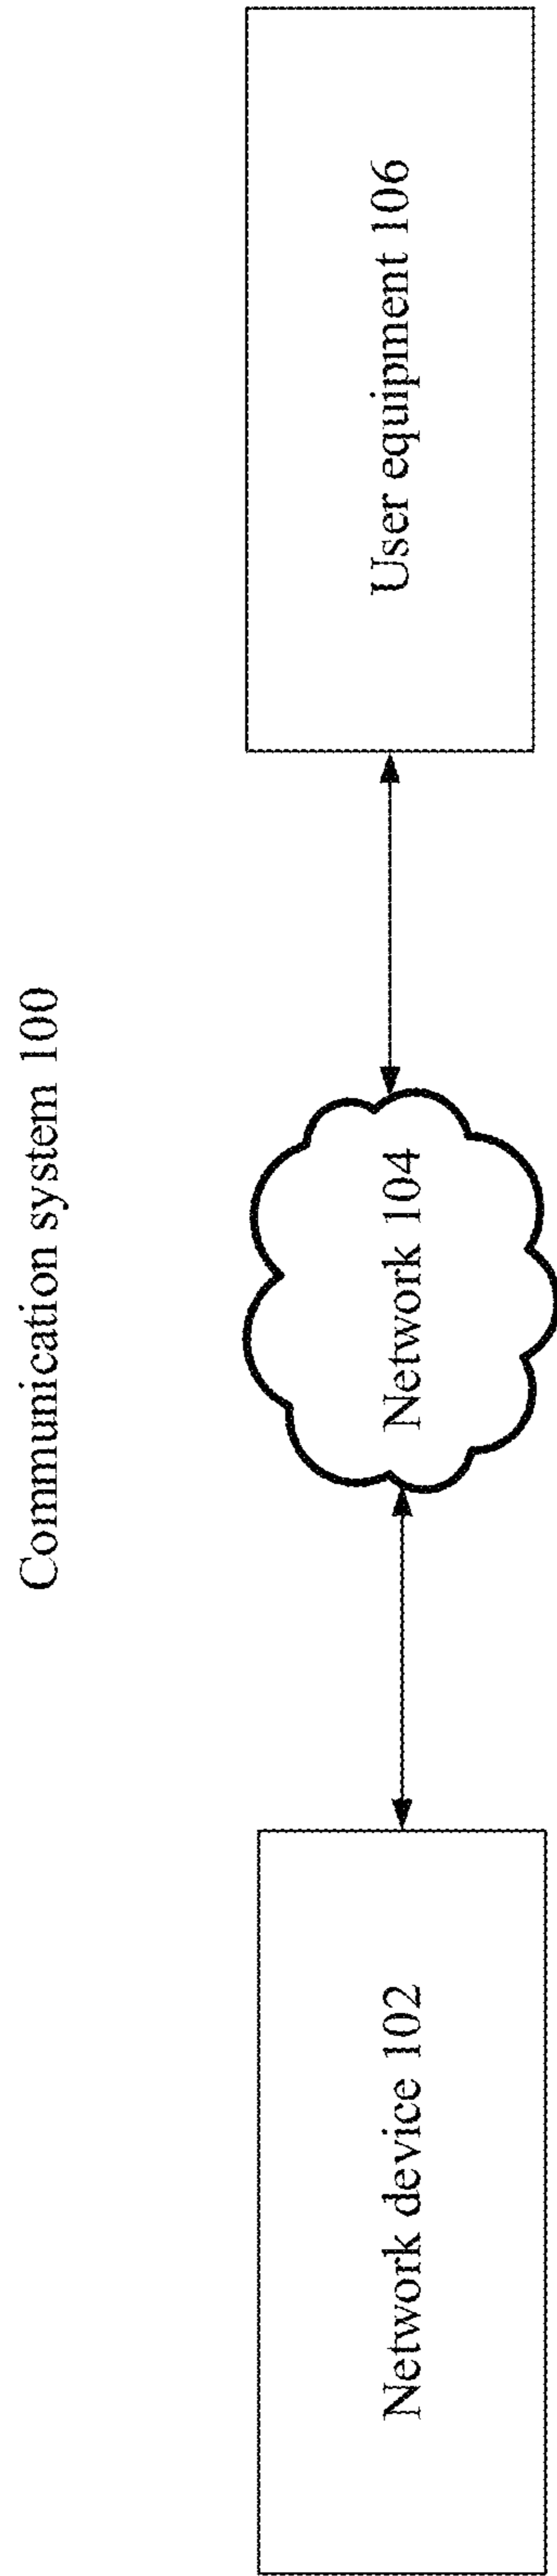 Communication system 100
Network device 102
Network 104
User equipment 106